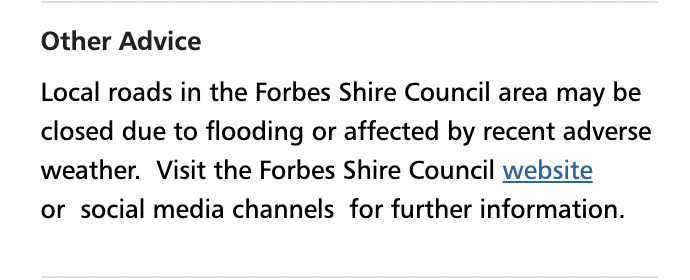 Other Advice
Local roads in the Forbes Shire Council area may be
closed due to flooding or affected by recent adverse
weather.  Visit the Forbes Shire Council website
or  social media channels  for further information.